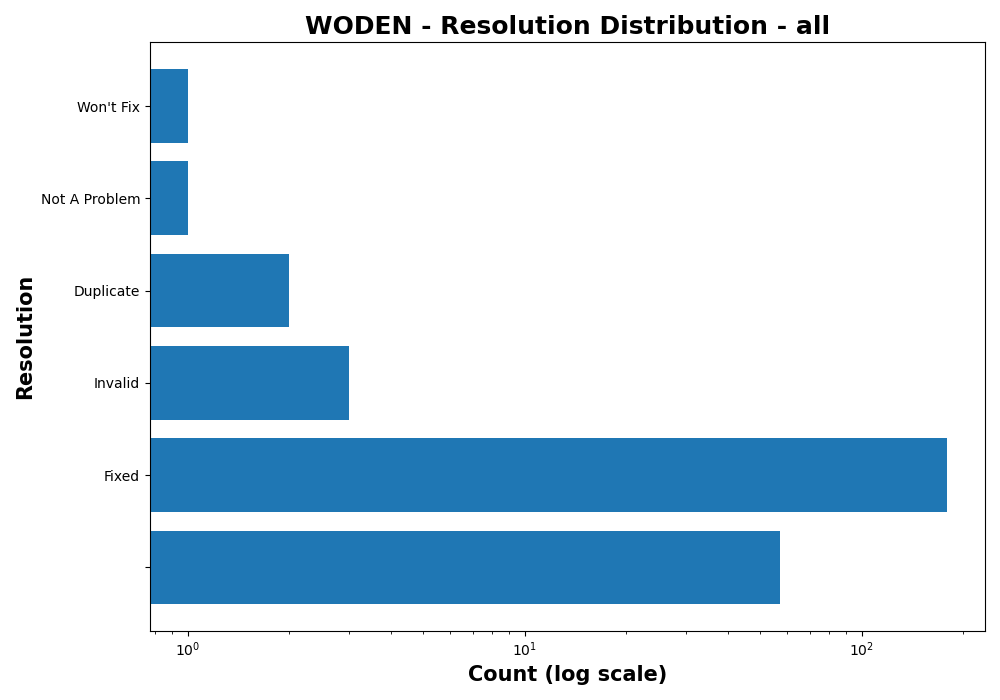 WODEN - Resolution Distribution - all
Won't Fix
Not A Problem
Duplicate
Invalid
Fixed
Resolution
10⁰ 10¹ 10²
Count (log scale)